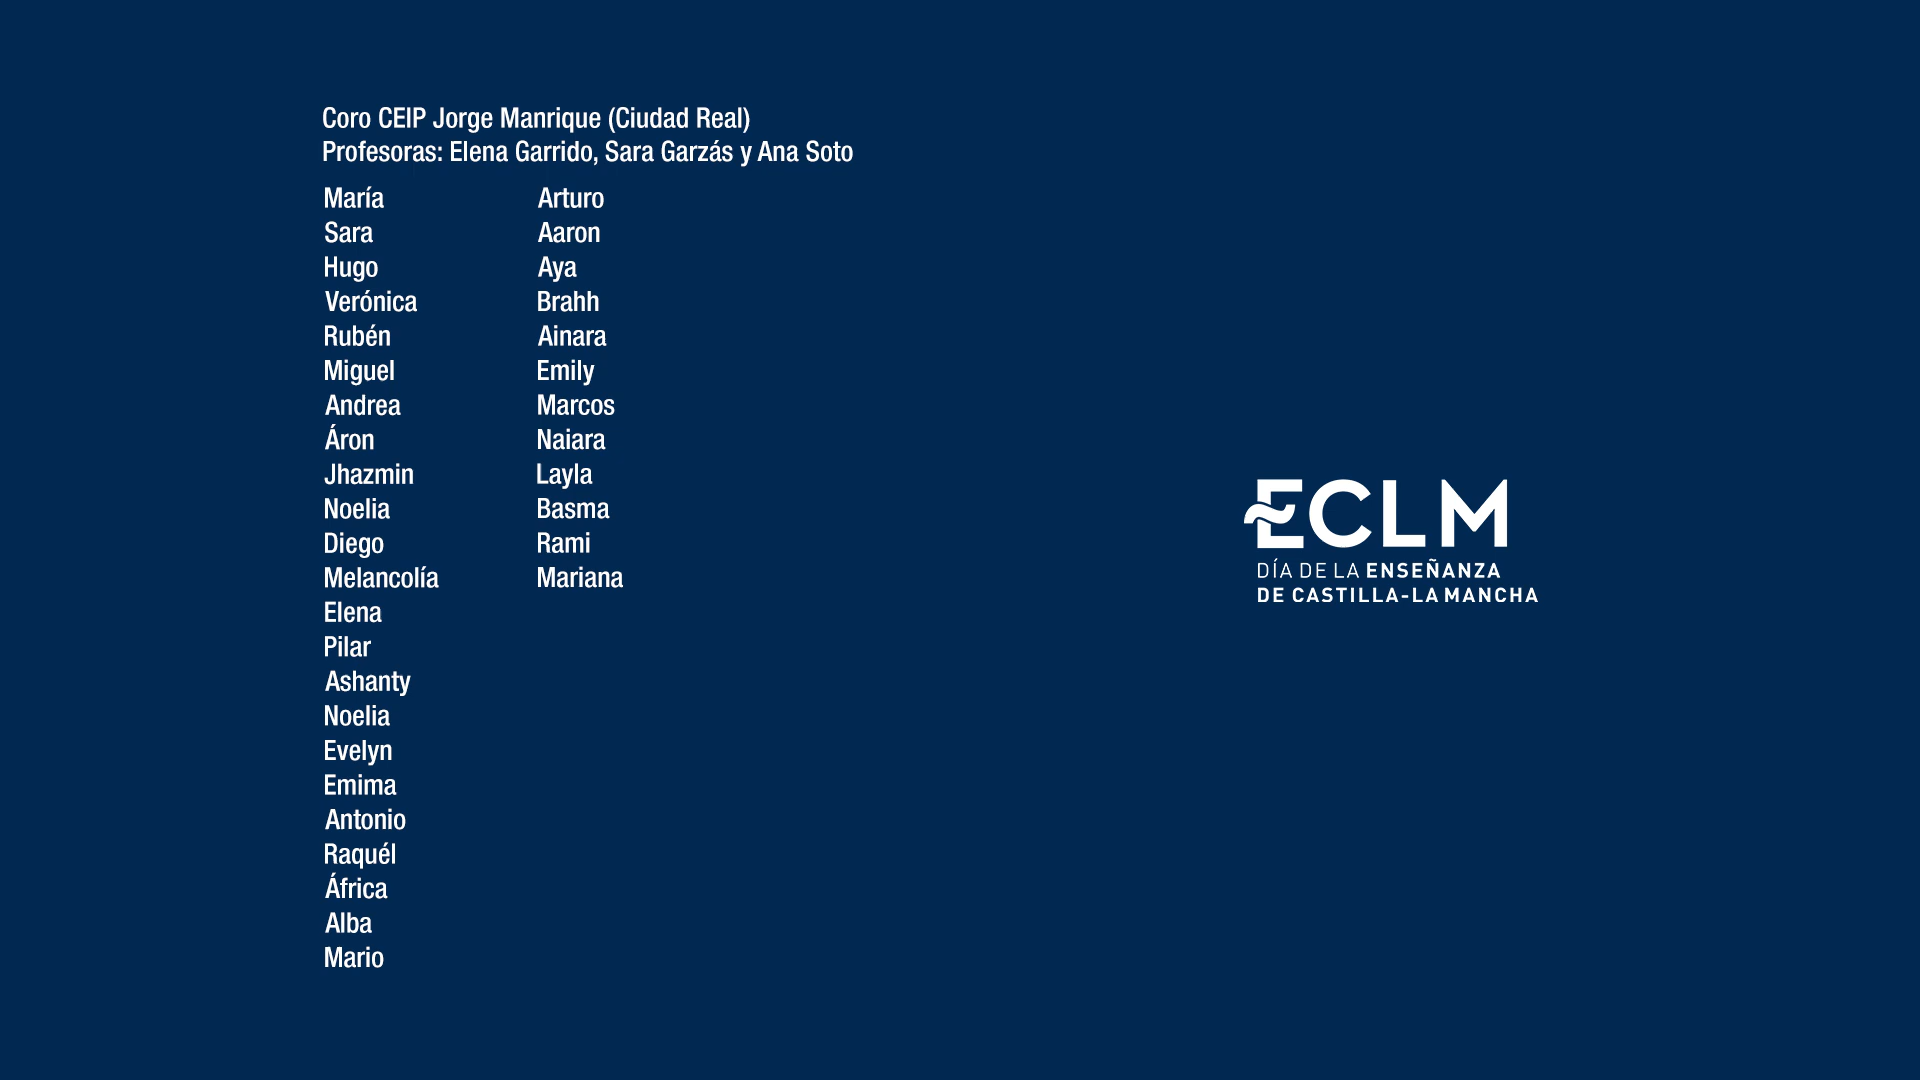 Coro CEIP Jorge Manrique (Ciudad Real)
Profesoras: Elena Garrido, Sara Garzás y Ana Soto
María
Sara
Hugo
Verónica
Rubén
Miguel
Andrea
Áron
Jhazmin
Noelia
Diego
Melancolía
Elena
Pilar
Ashanty
Noelia
Evelyn
Emima
Antonio
Raquél
África
Alba
Mario
Arturo
Aaron
Aya
Brahh
Ainara
Emily
Marcos
Naiara
Layla
Basma
Rami
Mariana
ECLM
DÍA DE LA ENSEÑANZA
DE CASTILLA-LA MANCHA